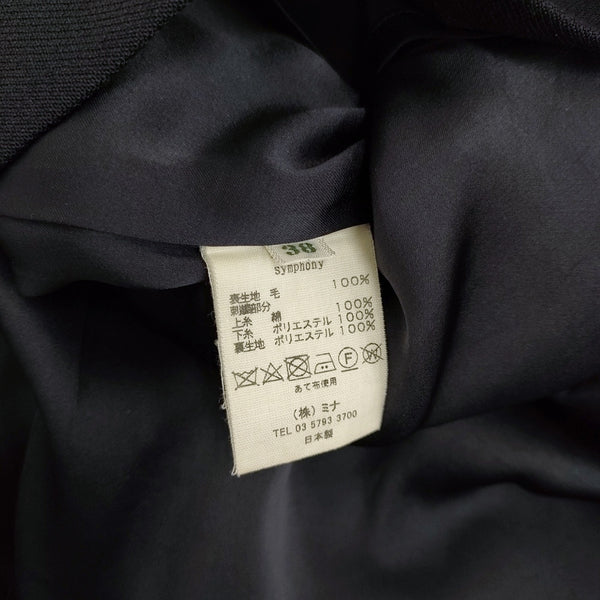 38
symphony
表生地 毛 100%
刺繍部分
上糸 綿 100%
下糸 ポリエステル 100%
裏生地 ポリエステル 100%
F W
あて布使用
(株) ミナ
TEL 03 5793 3700
日本製